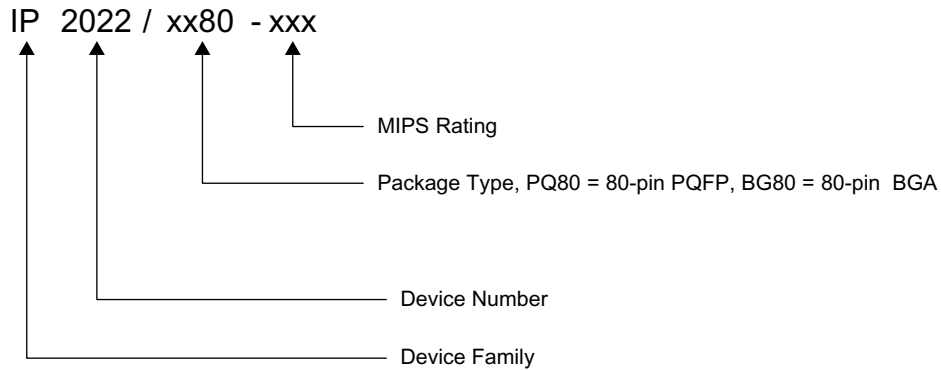 IP 2022 / xx80 - xxx
MIPS Rating
Package Type, PQ80 = 80-pin PQFP, BG80 = 80-pin BGA
Device Number
Device Family